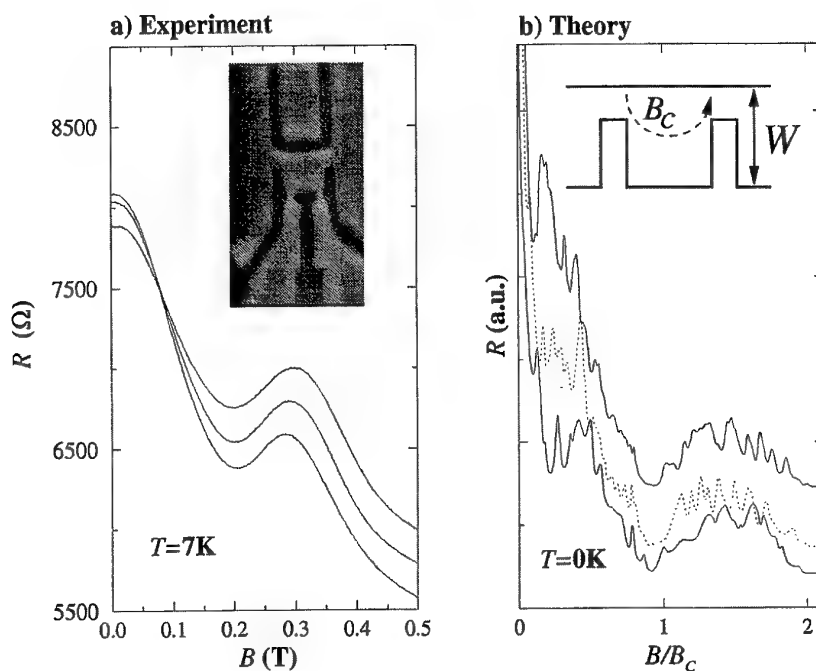 a) Experiment
8500
7500
6500
5500
R (Ω)
T=7K
0.0
0.1
0.2
0.3
0.4
0.5
B (T)
b) Theory
B_C
W
R (a.u.)
T=0K
0
1
2
B/B_C